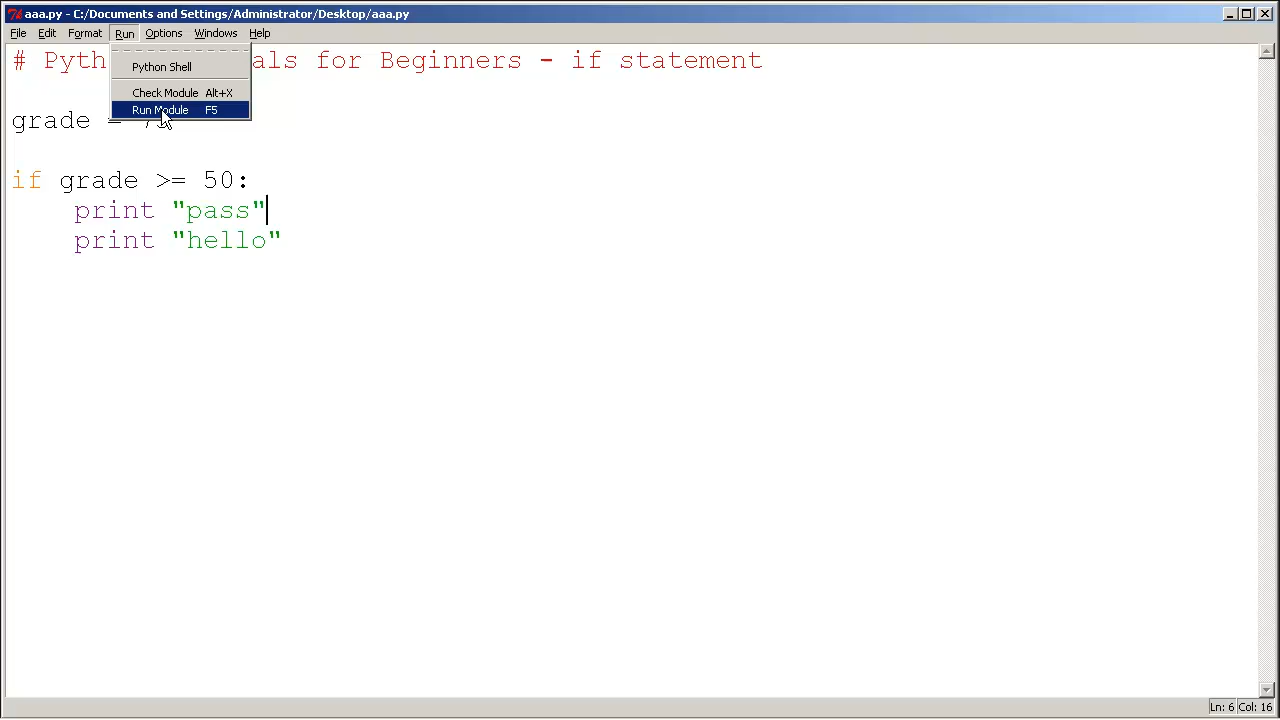 aaa.py - C:/Documents and Settings/Administrator/Desktop/aaa.py
File Edit Format Run Options Windows Help
# Pyth als for Beginners - if statement
Python Shell
Check Module Alt+X
Run Module F5
grade =
if grade >= 50:
print "pass"
print "hello"
Ln: 6 Col: 16